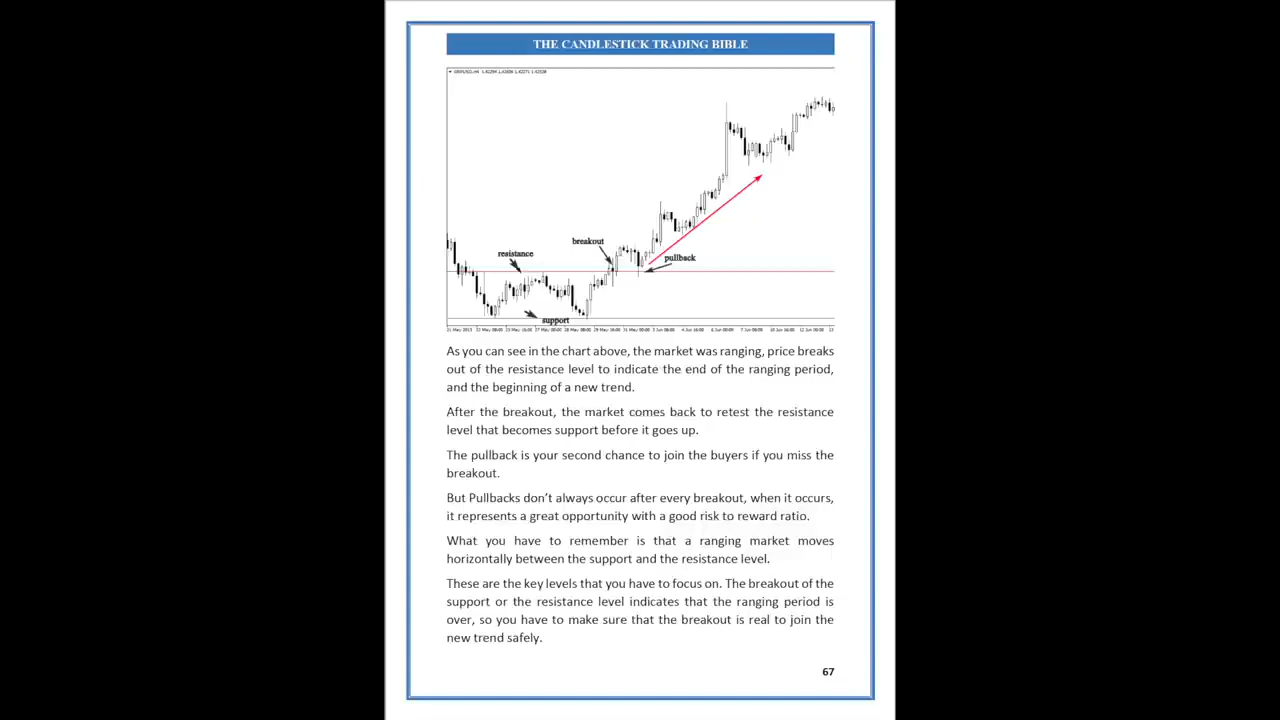 THE CANDLESTICK TRADING BIBLE
resistance
breakout
pullback
support
As you can see in the chart above, the market was ranging, price breaks
out of the resistance level to indicate the end of the ranging period,
and the beginning of a new trend.
After the breakout, the market comes back to retest the resistance
level that becomes support before it goes up.
The pullback is your second chance to join the buyers if you miss the
breakout.
But Pullbacks don’t always occur after every breakout, when it occurs,
it represents a great opportunity with a good risk to reward ratio.
What you have to remember is that a ranging market moves
horizontally between the support and the resistance level.
These are the key levels that you have to focus on. The breakout of the
support or the resistance level indicates that the ranging period is
over, so you have to make sure that the breakout is real to join the
new trend safely.
67